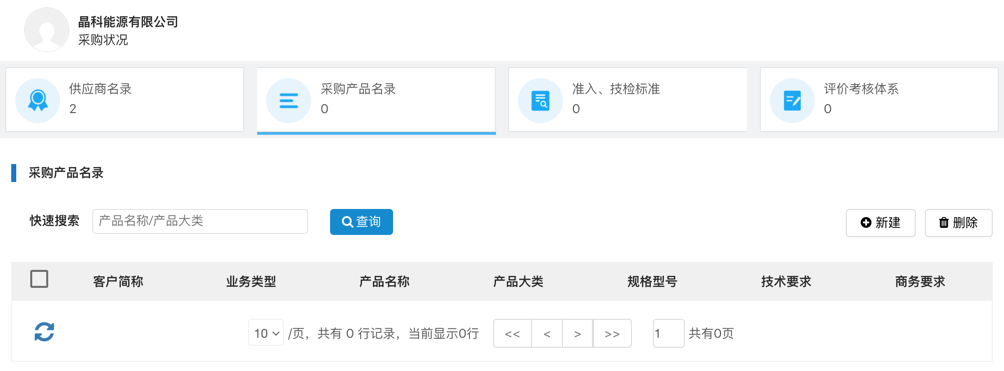 晶科能源有限公司
采购状况
供应商名录
2
采购产品名录
0
准入、技检标准
0
评价考核体系
0
采购产品名录
快速搜索 产品名称/产品大类 查询 新建 删除
客户简称 业务类型 产品名称 产品大类 规格型号 技术要求 商务要求
10 /页，共有 0 行记录，当前显示0行 << < > >> 1 共有0页